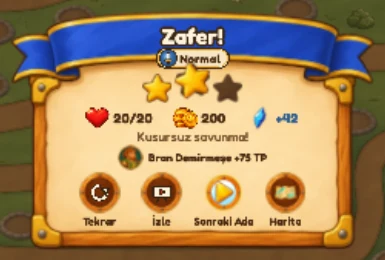 Zafer!
Normal
20/20 200 +42
Kusursuz savunma!
Bran Demirmeşe +75 TP
Tekrar İzle Sonraki Ada Harita